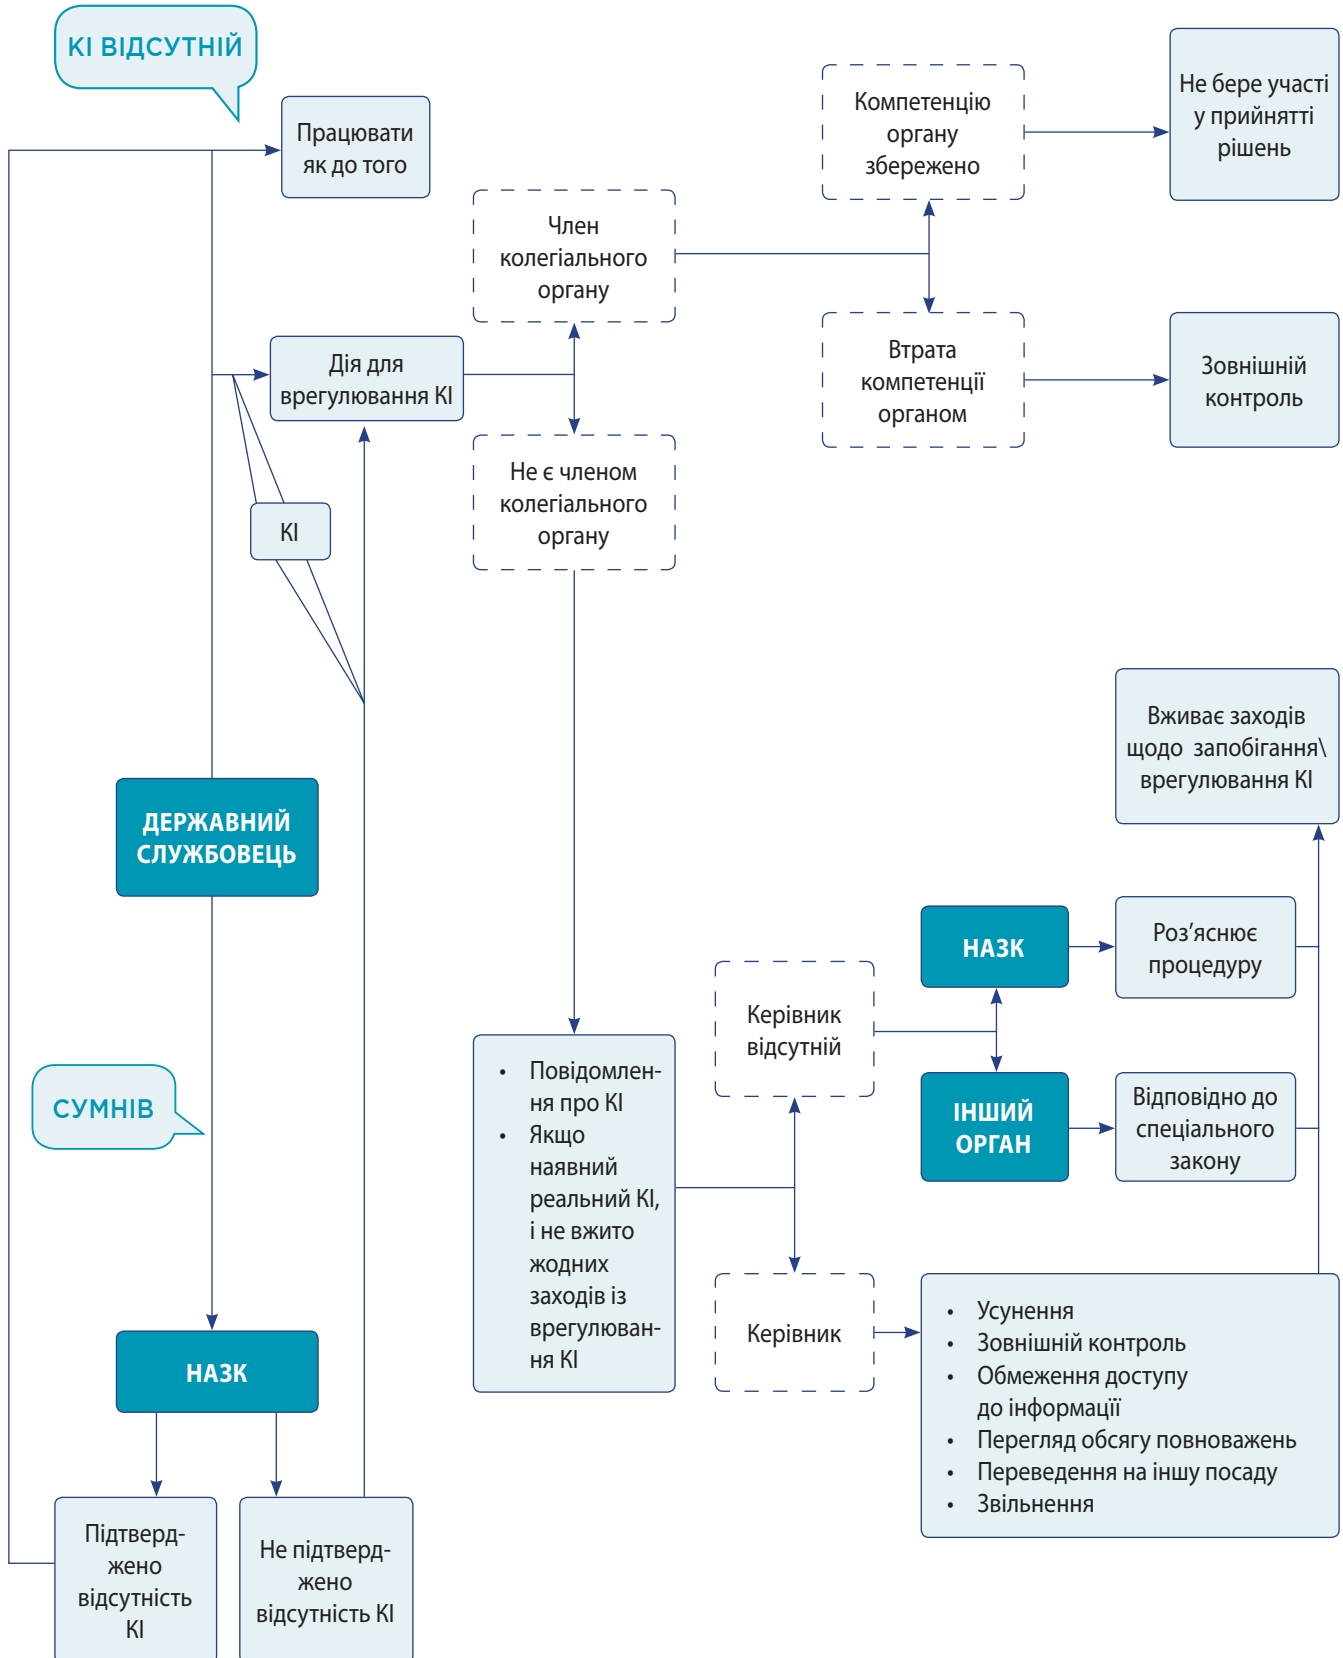 КІ ВІДСУТНІЙ
Працювати
як до того
Компетенцію
органу
збережено
Не бере участі
у прийнятті
рішень
Член
колегіального
органу
Дія для
врегулювання КІ
Втрата
компетенції
органом
Зовнішній
контроль
Не є членом
колегіального
органу
КІ
Вживає заходів
щодо запобігання\
врегулювання КІ
ДЕРЖАВНИЙ
СЛУЖБОВЕЦЬ
НАЗК
Роз’яснює
процедуру
Керівник
відсутній
СУМНІВ
• Повідомлен-
ня про КІ
• Якщо
наявний
реальний КІ,
і не вжито
жодних
заходів із
врегулюван-
ня КІ
ІНШИЙ
ОРГАН
Відповідно до
спеціального
закону
Керівник
• Усунення
• Зовнішній контроль
• Обмеження доступу
до інформації
• Перегляд обсягу повноважень
• Переведення на іншу посаду
• Звільнення
НАЗК
Підтверд-
жено
відсутність
КІ
Не підтверд-
жено
відсутність КІ